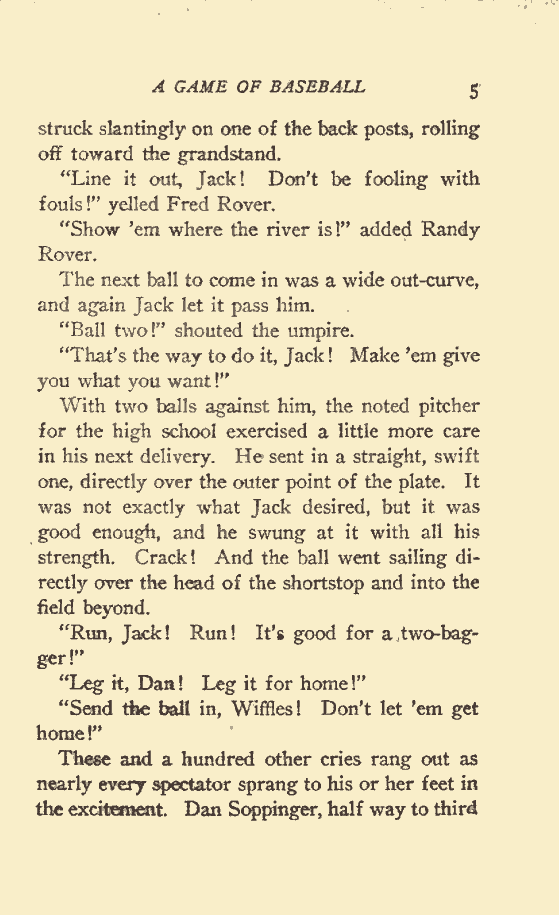 A GAME OF BASEBALL 5
struck slantingly on one of the back posts, rolling
off toward the grandstand.
“Line it out, Jack! Don't be fooling with
fouls!” yelled Fred Rover.
“Show ’em where the river is!” added Randy
Rover.
The next ball to come in was a wide out-curve,
and again Jack let it pass him.
“Ball two!” shouted the umpire.
“That's the way to do it, Jack! Make ’em give
you what you want!”
With two balls against him, the noted pitcher
for the high school exercised a little more care
in his next delivery. He sent in a straight, swift
one, directly over the outer point of the plate. It
was not exactly what Jack desired, but it was
good enough, and he swung at it with all his
strength. Crack! And the ball went sailing di-
rectly over the head of the shortstop and into the
field beyond.
“Run, Jack! Run! It's good for a two-bag-
ger!”
“Leg it, Dan! Leg it for home!”
“Send the ball in, Wiffles! Don't let ’em get
home!”
These and a hundred other cries rang out as
nearly every spectator sprang to his or her feet in
the excitement. Dan Soppinger, half way to third